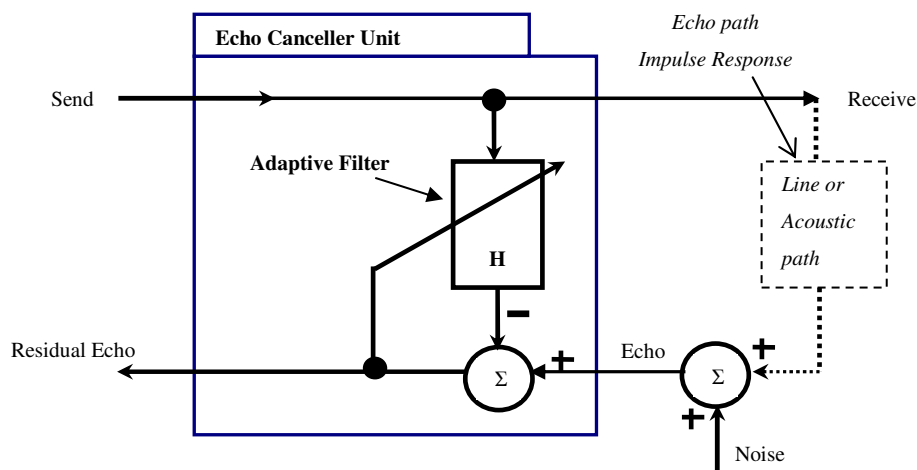 Echo path
Impulse Response
Echo Canceller Unit
Send
Receive
Adaptive Filter
Line or
Acoustic
path
H
−
Residual Echo
Σ
+
Echo
Σ
+
+
Noise